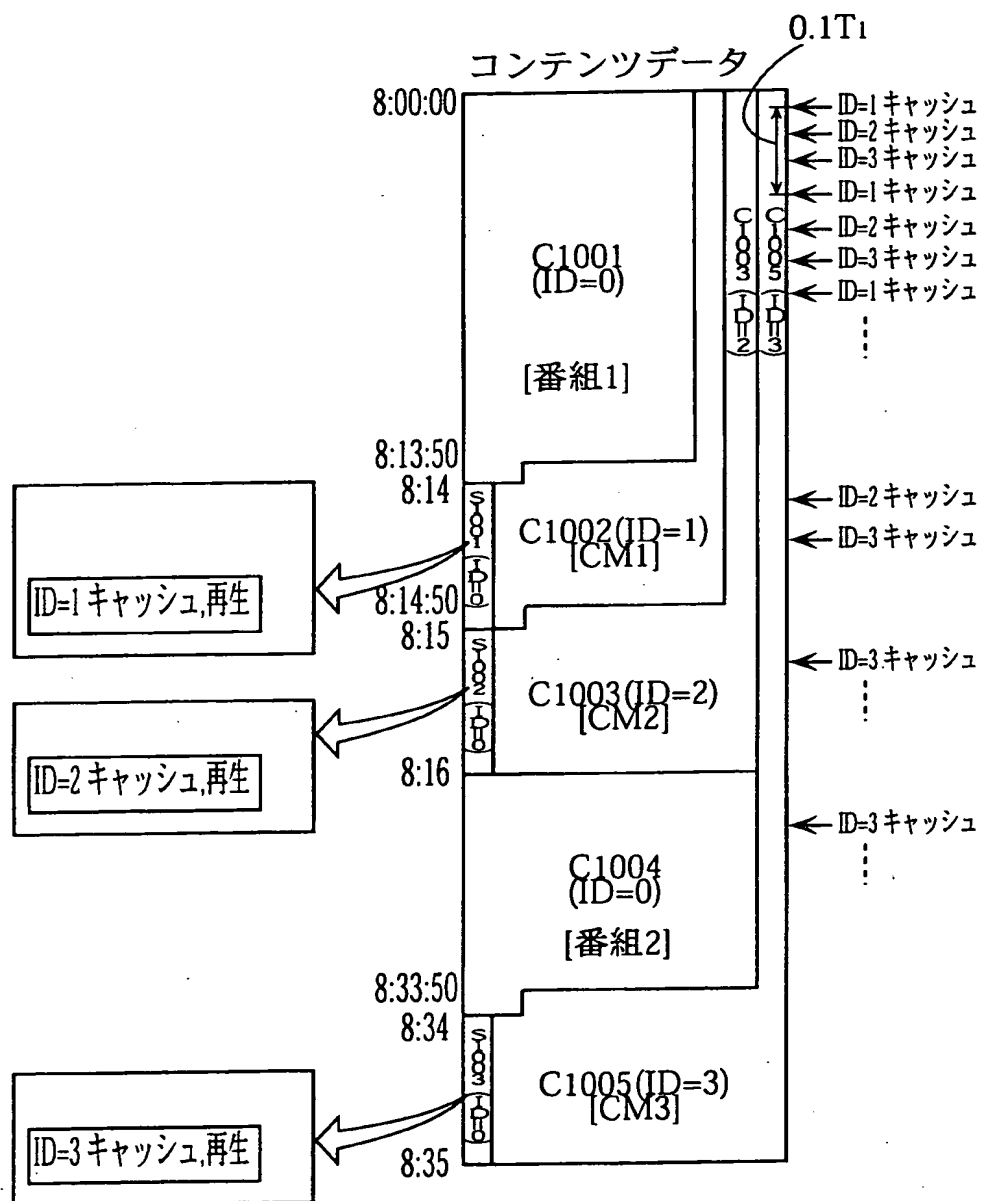 0.1T1
コンテンツデータ
8:00:00
ID=1キャッシュ
ID=2キャッシュ
ID=3キャッシュ
ID=1キャッシュ
ID=2キャッシュ
ID=3キャッシュ
ID=1キャッシュ
C1003(ID=2)
C1005(ID=3)
C1001
(ID=0)
[番組1]
8:13:50
8:14
S1001(ID=0)
C1002(ID=1)
[CM1]
ID=2キャッシュ
ID=3キャッシュ
ID=1キャッシュ,再生
8:14:50
8:15
S1002(ID=0)
C1003(ID=2)
[CM2]
ID=3キャッシュ
ID=2キャッシュ,再生
8:16
C1004
(ID=0)
[番組2]
ID=3キャッシュ
8:33:50
8:34
S1003(ID=0)
C1005(ID=3)
[CM3]
ID=3キャッシュ,再生
8:35